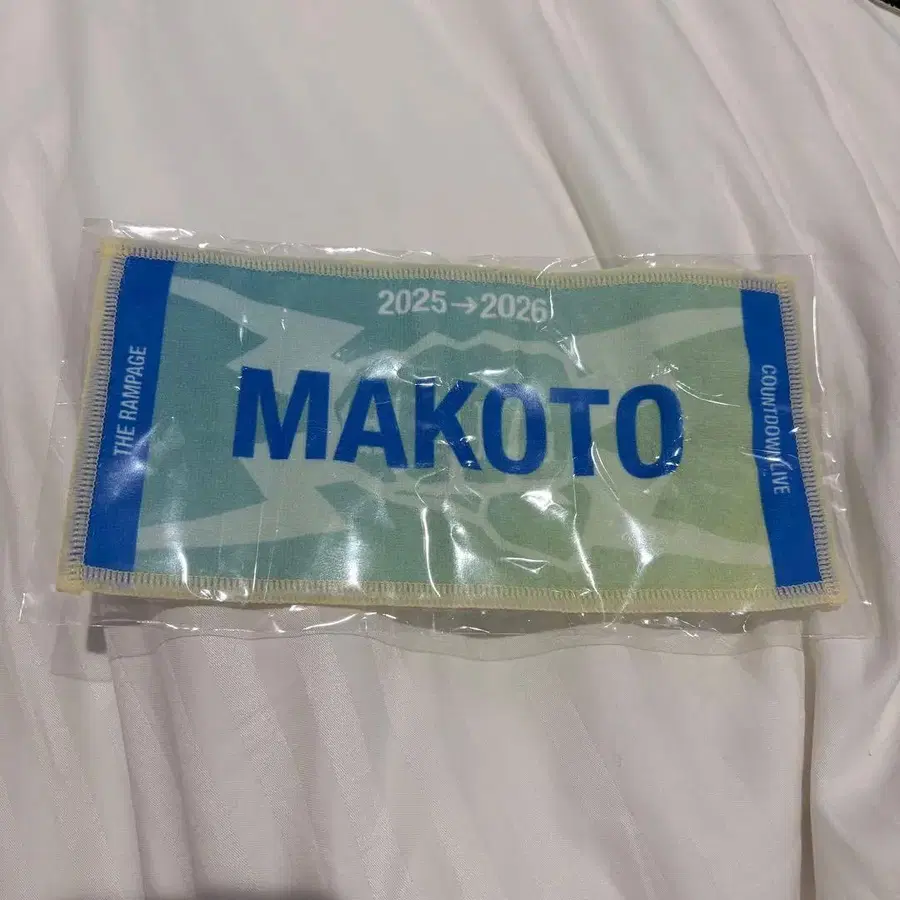 2025→2026
THE RAMPAGE
MAKOTO
COUNTDOWN LIVE